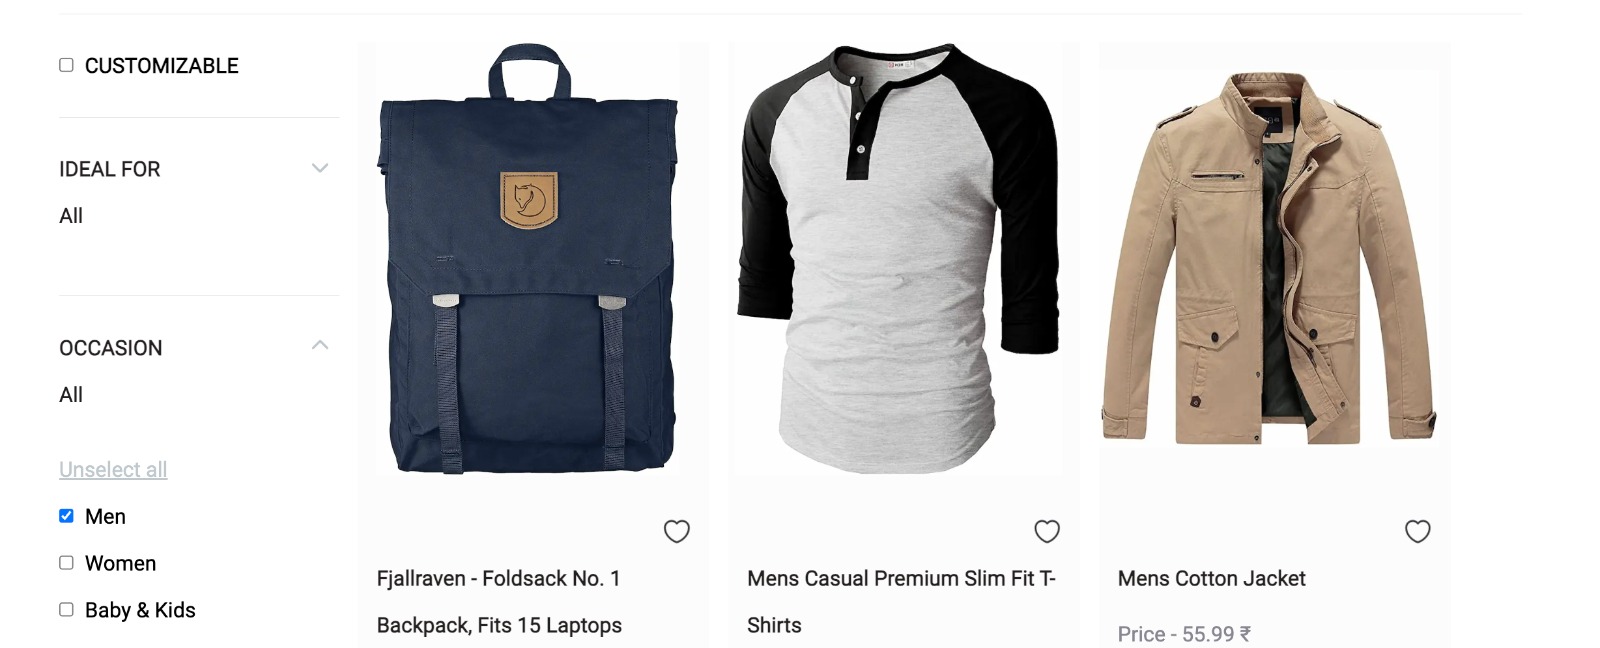 CUSTOMIZABLE
IDEAL FOR
All
OCCASION
All
Unselect all
Men
Women
Baby & Kids
Fjallraven - Foldsack No. 1
Backpack, Fits 15 Laptops
Mens Casual Premium Slim Fit T-
Shirts
Mens Cotton Jacket
Price - 55.99 ₹